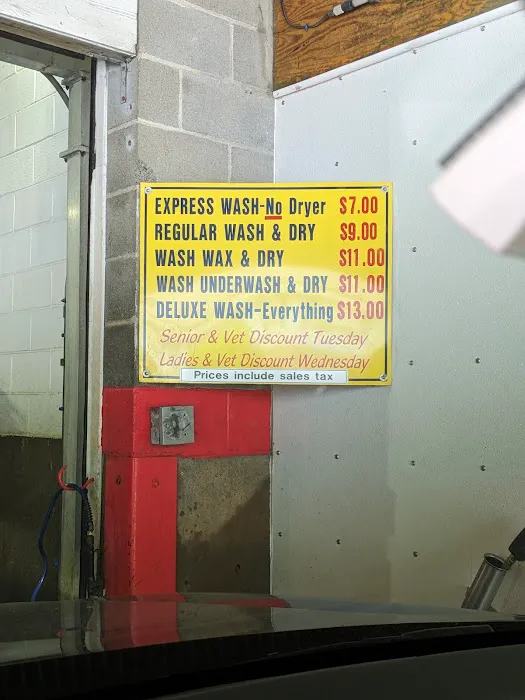 EXPRESS WASH-No Dryer $7.00
REGULAR WASH & DRY $9.00
WASH WAX & DRY $11.00
WASH UNDERWASH & DRY $11.00
DELUXE WASH-Everything $13.00
Senior & Vet Discount Tuesday
Ladies & Vet Discount Wednesday
Prices include sales tax